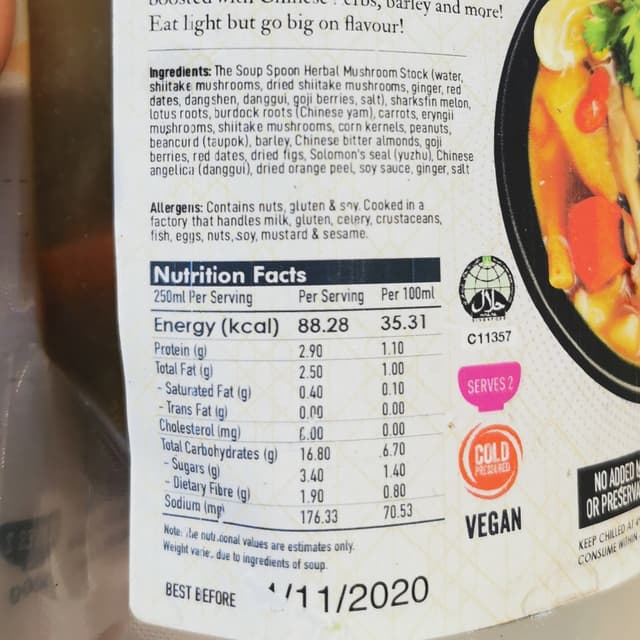 barley and more!
Eat light but go big on flavour!
Ingredients: The Soup Spoon Herbal Mushroom Stock (water,
shiitake mushrooms, dried shiitake mushrooms, ginger, red
dates, dangshen, danggui, goji berries, salt), sharksfin melon,
lotus roots, burdock roots (Chinese yam), carrots, eryngii
mushrooms, shiitake mushrooms, corn kernels, peanuts,
beancurd (taupok), barley, Chinese bitter almonds, goji
berries, red dates, dried figs, Solomon's seal (yuzhu), Chinese
angelica (danggui), dried orange peel, soy sauce, ginger, salt
Allergens: Contains nuts, gluten & soy. Cooked in a
factory that handles milk, gluten, celery, crustaceans,
fish, eggs, nuts, soy, mustard & sesame.
Nutrition Facts
250ml Per Serving Per Serving Per 100ml
Energy (kcal) 88.28 35.31
Protein (g) 2.90 1.10
Total Fat (g) 2.50 1.00
- Saturated Fat (g) 0.40 0.10
- Trans Fat (g) 0.00 0.00
Cholesterol (mg) 0.00 0.00
Total Carbohydrates (g) 16.80 6.70
- Sugars (g) 3.40 1.40
- Dietary Fibre (g) 1.90 0.80
Sodium (mg) 176.33 70.53
Note: The nutritional values are estimates only.
Weight varies due to ingredients of soup.
BEST BEFORE /11/2020
حلال
SINGAPORE
C11357
SERVES 2
COLD
PRESSURED
VEGAN
NO ADDED
OR
KEEP CHILLED AT
CONSUME WITHIN